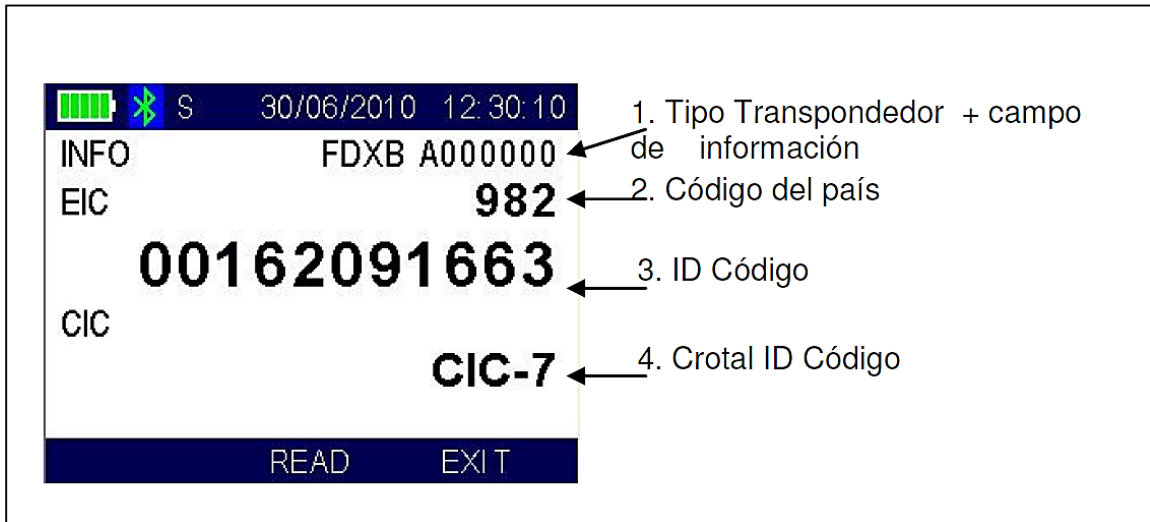 S 30/06/2010 12:30:10
INFO FDXB A000000
EIC 982
00162091663
CIC
CIC-7
READ EXIT
1. Tipo Transpondedor + campo
de información
2. Código del país
3. ID Código
4. Crotal ID Código